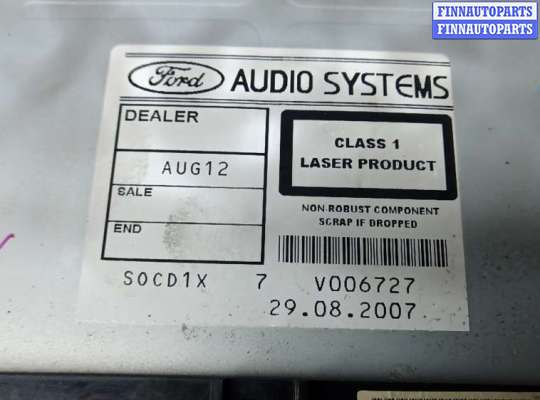 FINNAUTOPARTS
FINNAUTOPARTS
Ford AUDIO SYSTEMS
DEALER
AUG12
SALE
END
CLASS 1
LASER PRODUCT
NON-ROBUST COMPONENT
SCRAP IF DROPPED
SOCD1X 7 V006727
29.08.2007